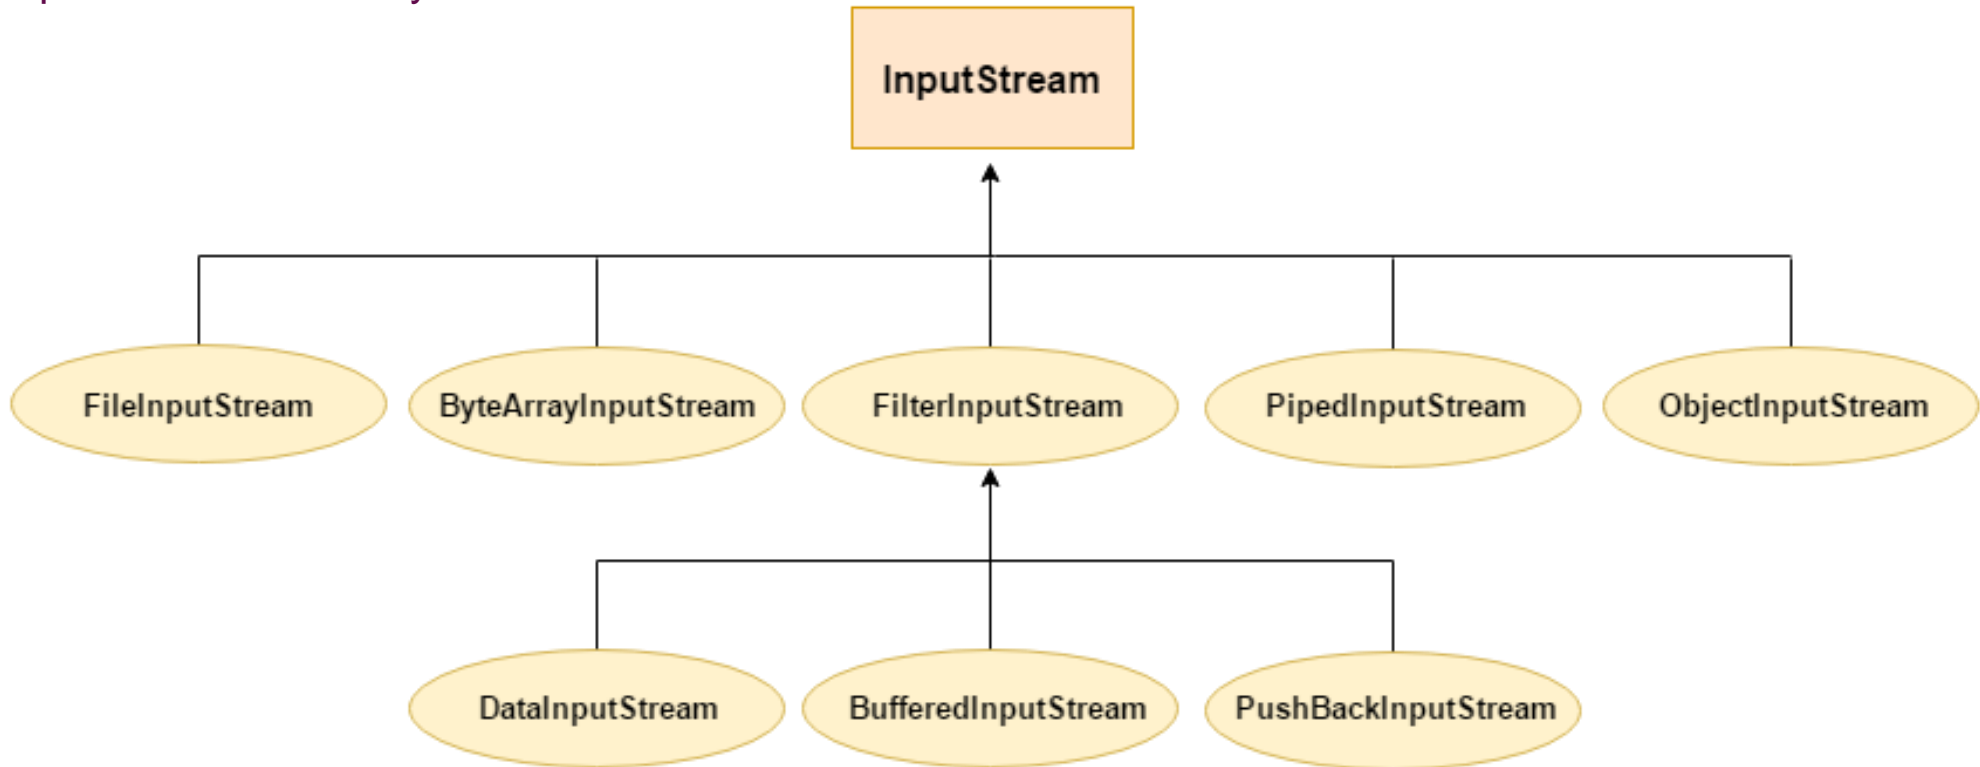 InputStream
FileInputStream
ByteArrayInputStream
FilterInputStream
PipedInputStream
ObjectInputStream
DataInputStream
BufferedInputStream
PushBackInputStream